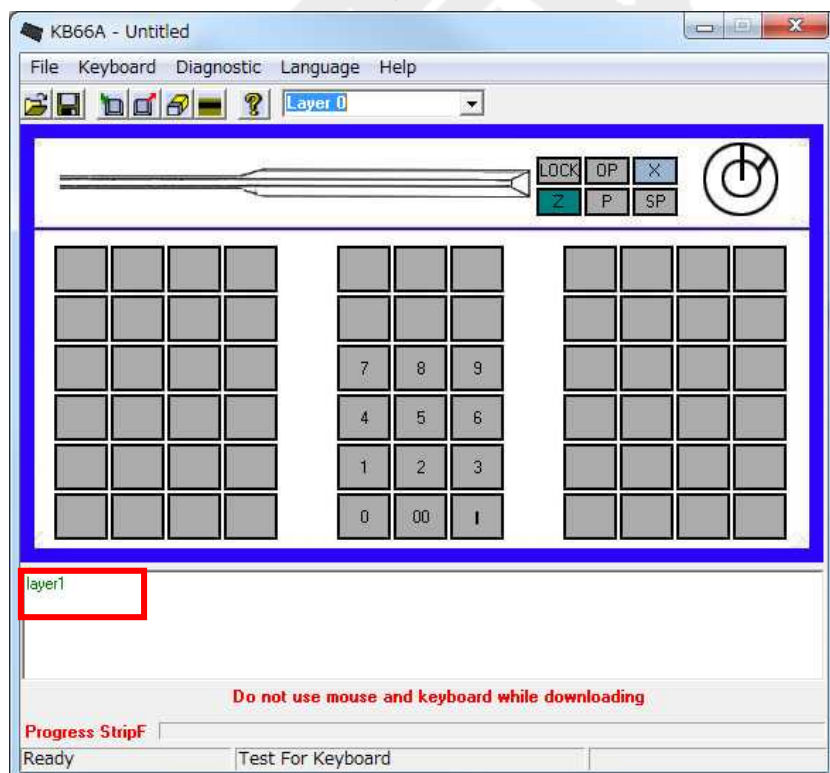 KB66A - Untitled
File Keyboard Diagnostic Language Help
Layer 0
LOCK OP X
Z P SP
7 8 9
4 5 6
1 2 3
0 00 I
layer1
Do not use mouse and keyboard while downloading
Progress StripF
Ready Test For Keyboard